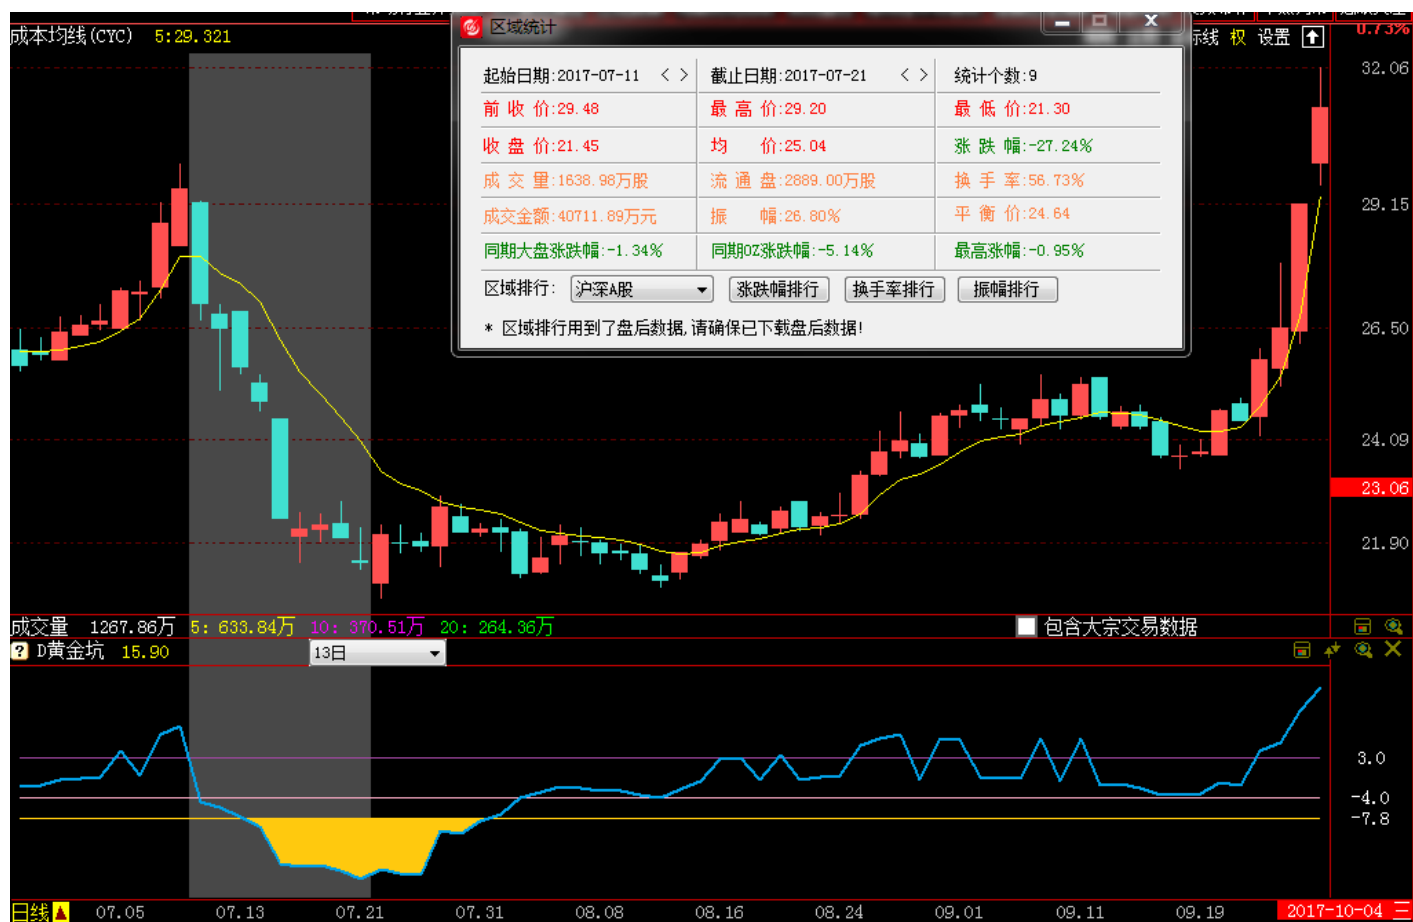 区域统计
成本均线(CYC) 5:29.321
标线 权 设置
0.73%
起始日期:2017-07-11 < > 截止日期:2017-07-21 < > 统计个数:9
前收价:29.48 最高价:29.20 最低价:21.30
收盘价:21.45 均价:25.04 涨跌幅:-27.24%
成交量:1638.98万股 流通盘:2889.00万股 换手率:56.73%
成交金额:40711.89万元 振幅:26.80% 平衡价:24.64
同期大盘涨跌幅:-1.34% 同期OZ涨跌幅:-5.14% 最高涨幅:-0.95%
区域排行: 沪深A股 涨跌幅排行 换手率排行 振幅排行
* 区域排行用到了盘后数据,请确保已下载盘后数据!
32.06
29.15
26.50
24.09
23.06
21.90
成交量 1267.86万 5: 633.84万 10: 370.51万 20: 264.36万 包含大宗交易数据
? D黄金坑 15.90 13日
3.0
-4.0
-7.8
日线 07.05 07.13 07.21 07.31 08.08 08.16 08.24 09.01 09.11 09.19 2017-10-04 三